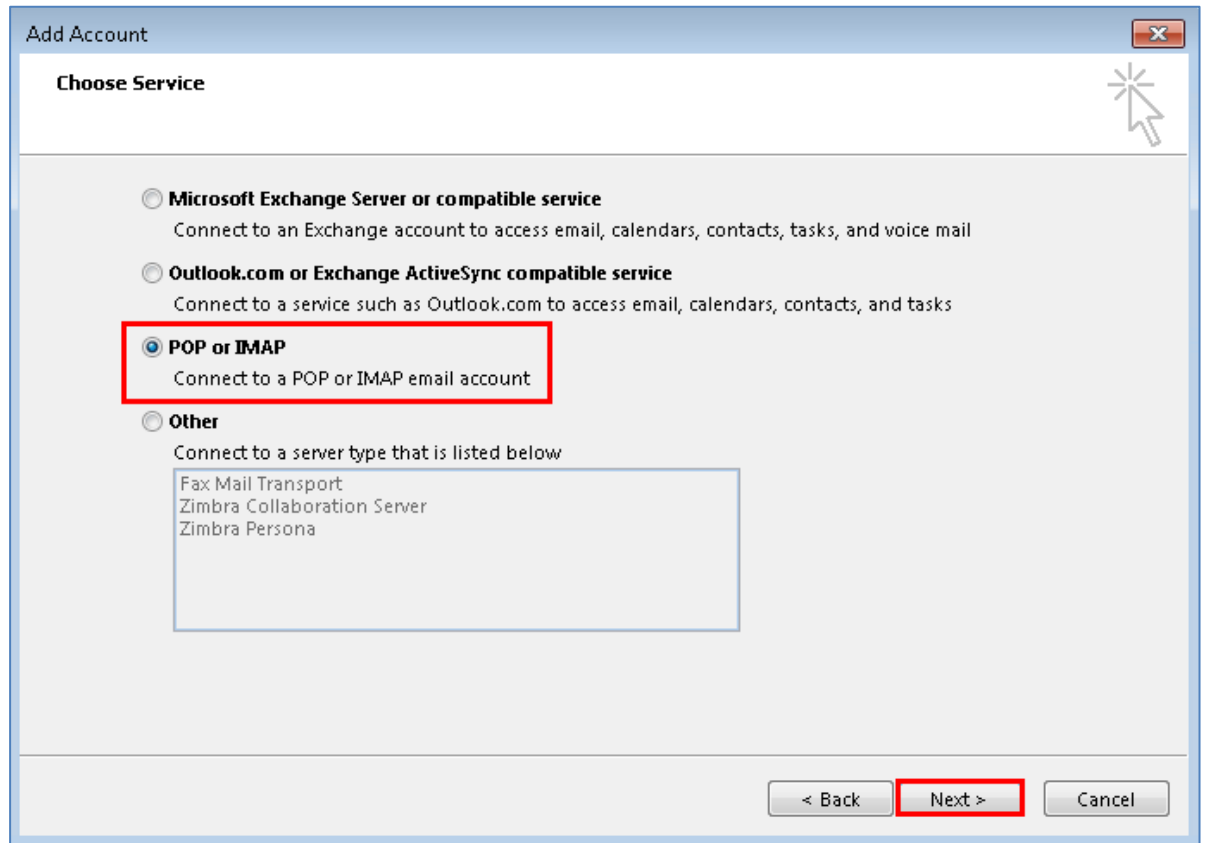 Add Account
Choose Service
Microsoft Exchange Server or compatible service
Connect to an Exchange account to access email, calendars, contacts, tasks, and voice mail
Outlook.com or Exchange ActiveSync compatible service
Connect to a service such as Outlook.com to access email, calendars, contacts, and tasks
POP or IMAP
Connect to a POP or IMAP email account
Other
Connect to a server type that is listed below
Fax Mail Transport
Zimbra Collaboration Server
Zimbra Persona
< Back Next > Cancel